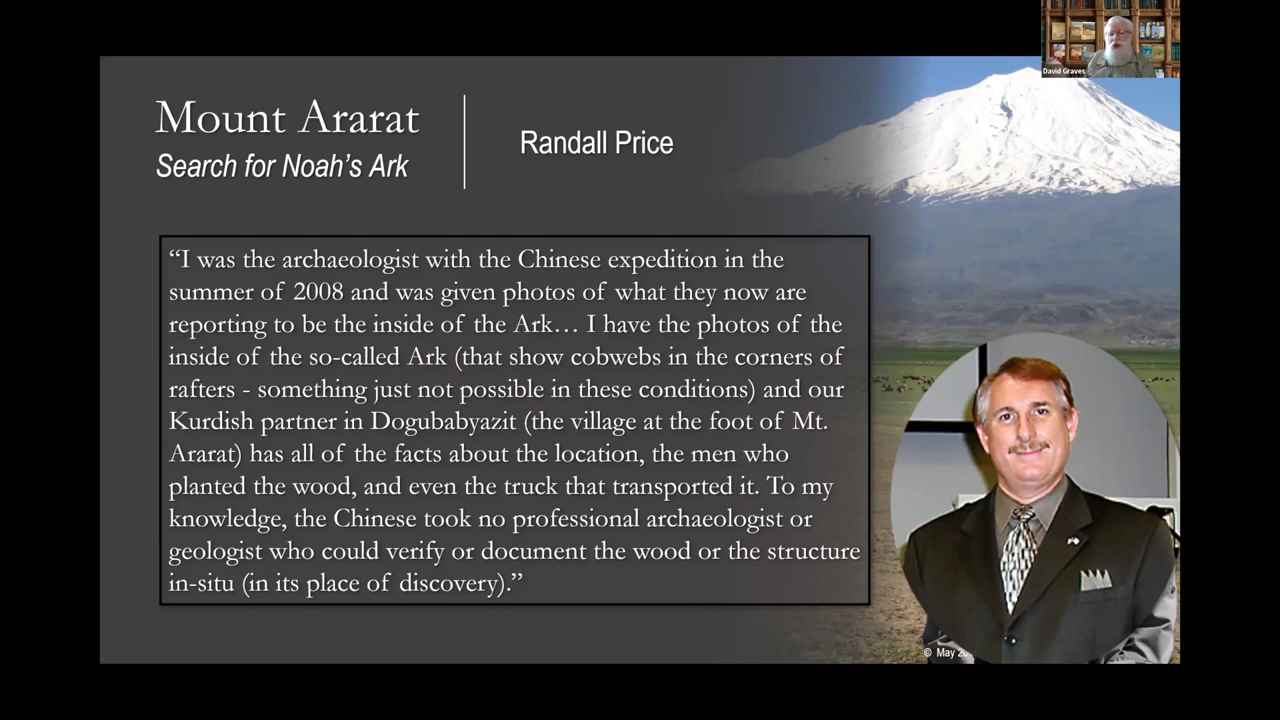 David Graves
Mount Ararat
Search for Noah's Ark
Randall Price
“I was the archaeologist with the Chinese expedition in the
summer of 2008 and was given photos of what they now are
reporting to be the inside of the Ark… I have the photos of the
inside of the so-called Ark (that show cobwebs in the corners of
rafters - something just not possible in these conditions) and our
Kurdish partner in Dogubabyazit (the village at the foot of Mt.
Ararat) has all of the facts about the location, the men who
planted the wood, and even the truck that transported it. To my
knowledge, the Chinese took no professional archaeologist or
geologist who could verify or document the wood or the structure
in-situ (in its place of discovery).”
© May